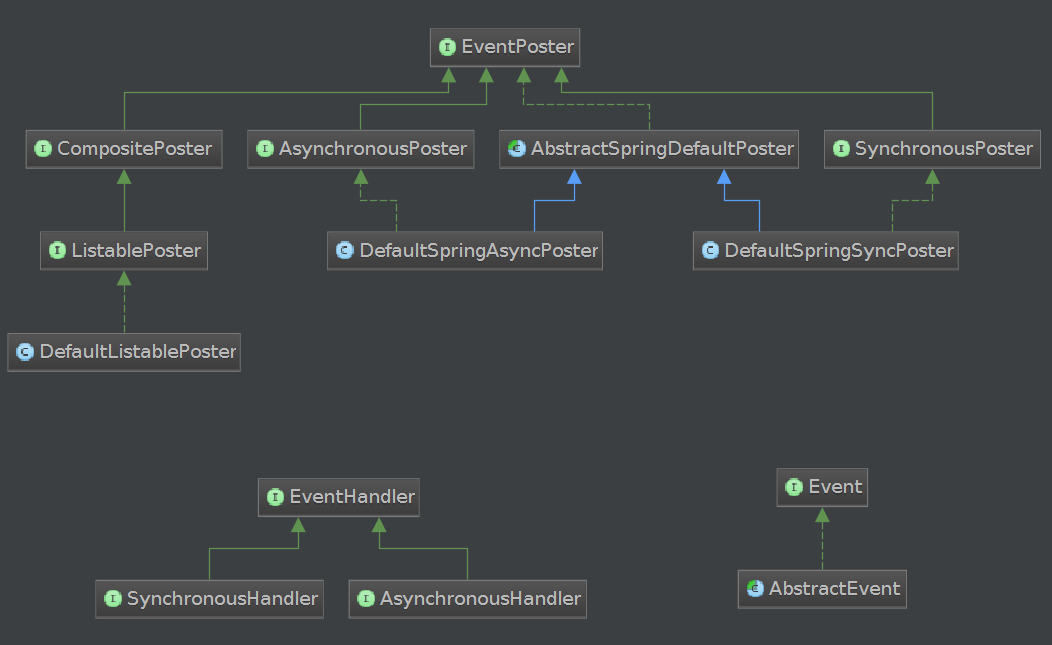 I EventPoster
I CompositePoster
I AsynchronousPoster
C AbstractSpringDefaultPoster
I SynchronousPoster
I ListablePoster
C DefaultSpringAsyncPoster
C DefaultSpringSyncPoster
C DefaultListablePoster
I EventHandler
I Event
I SynchronousHandler
I AsynchronousHandler
C AbstractEvent